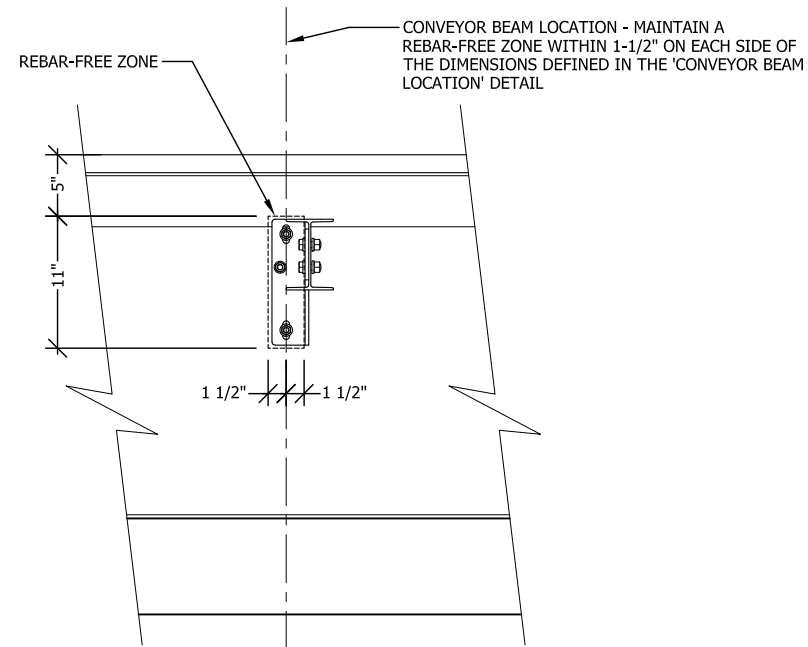 CONVEYOR BEAM LOCATION - MAINTAIN A
REBAR-FREE ZONE WITHIN 1-1/2" ON EACH SIDE OF
THE DIMENSIONS DEFINED IN THE 'CONVEYOR BEAM
LOCATION' DETAIL
REBAR-FREE ZONE
5"
11"
1 1/2"
1 1/2"